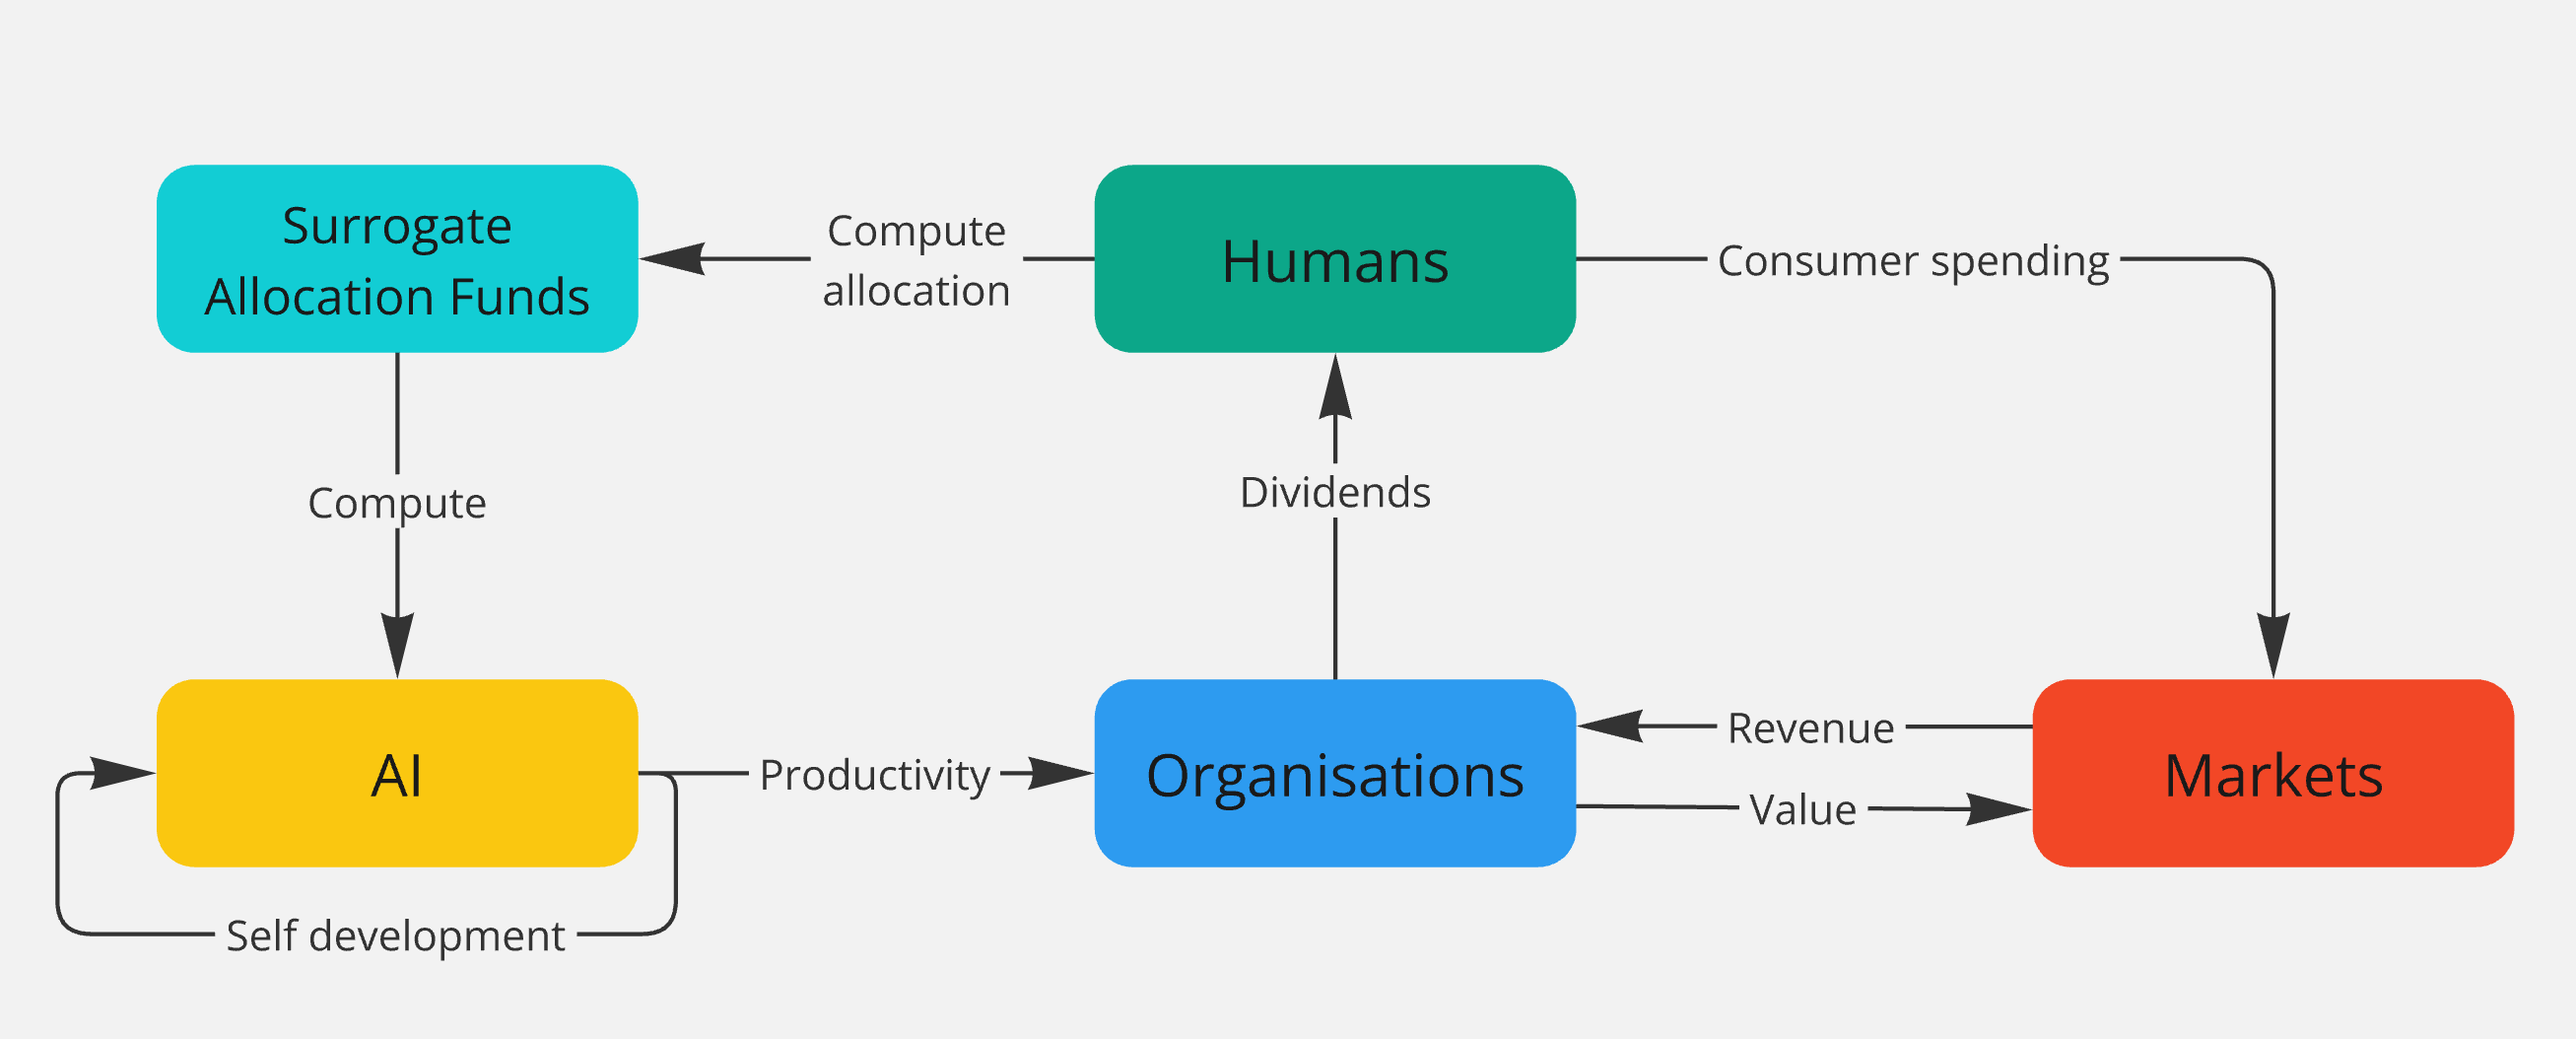 Surrogate
Allocation Funds
Compute
allocation
Humans
Consumer spending
Compute
Dividends
AI
Productivity
Organisations
Revenue
Value
Markets
Self development